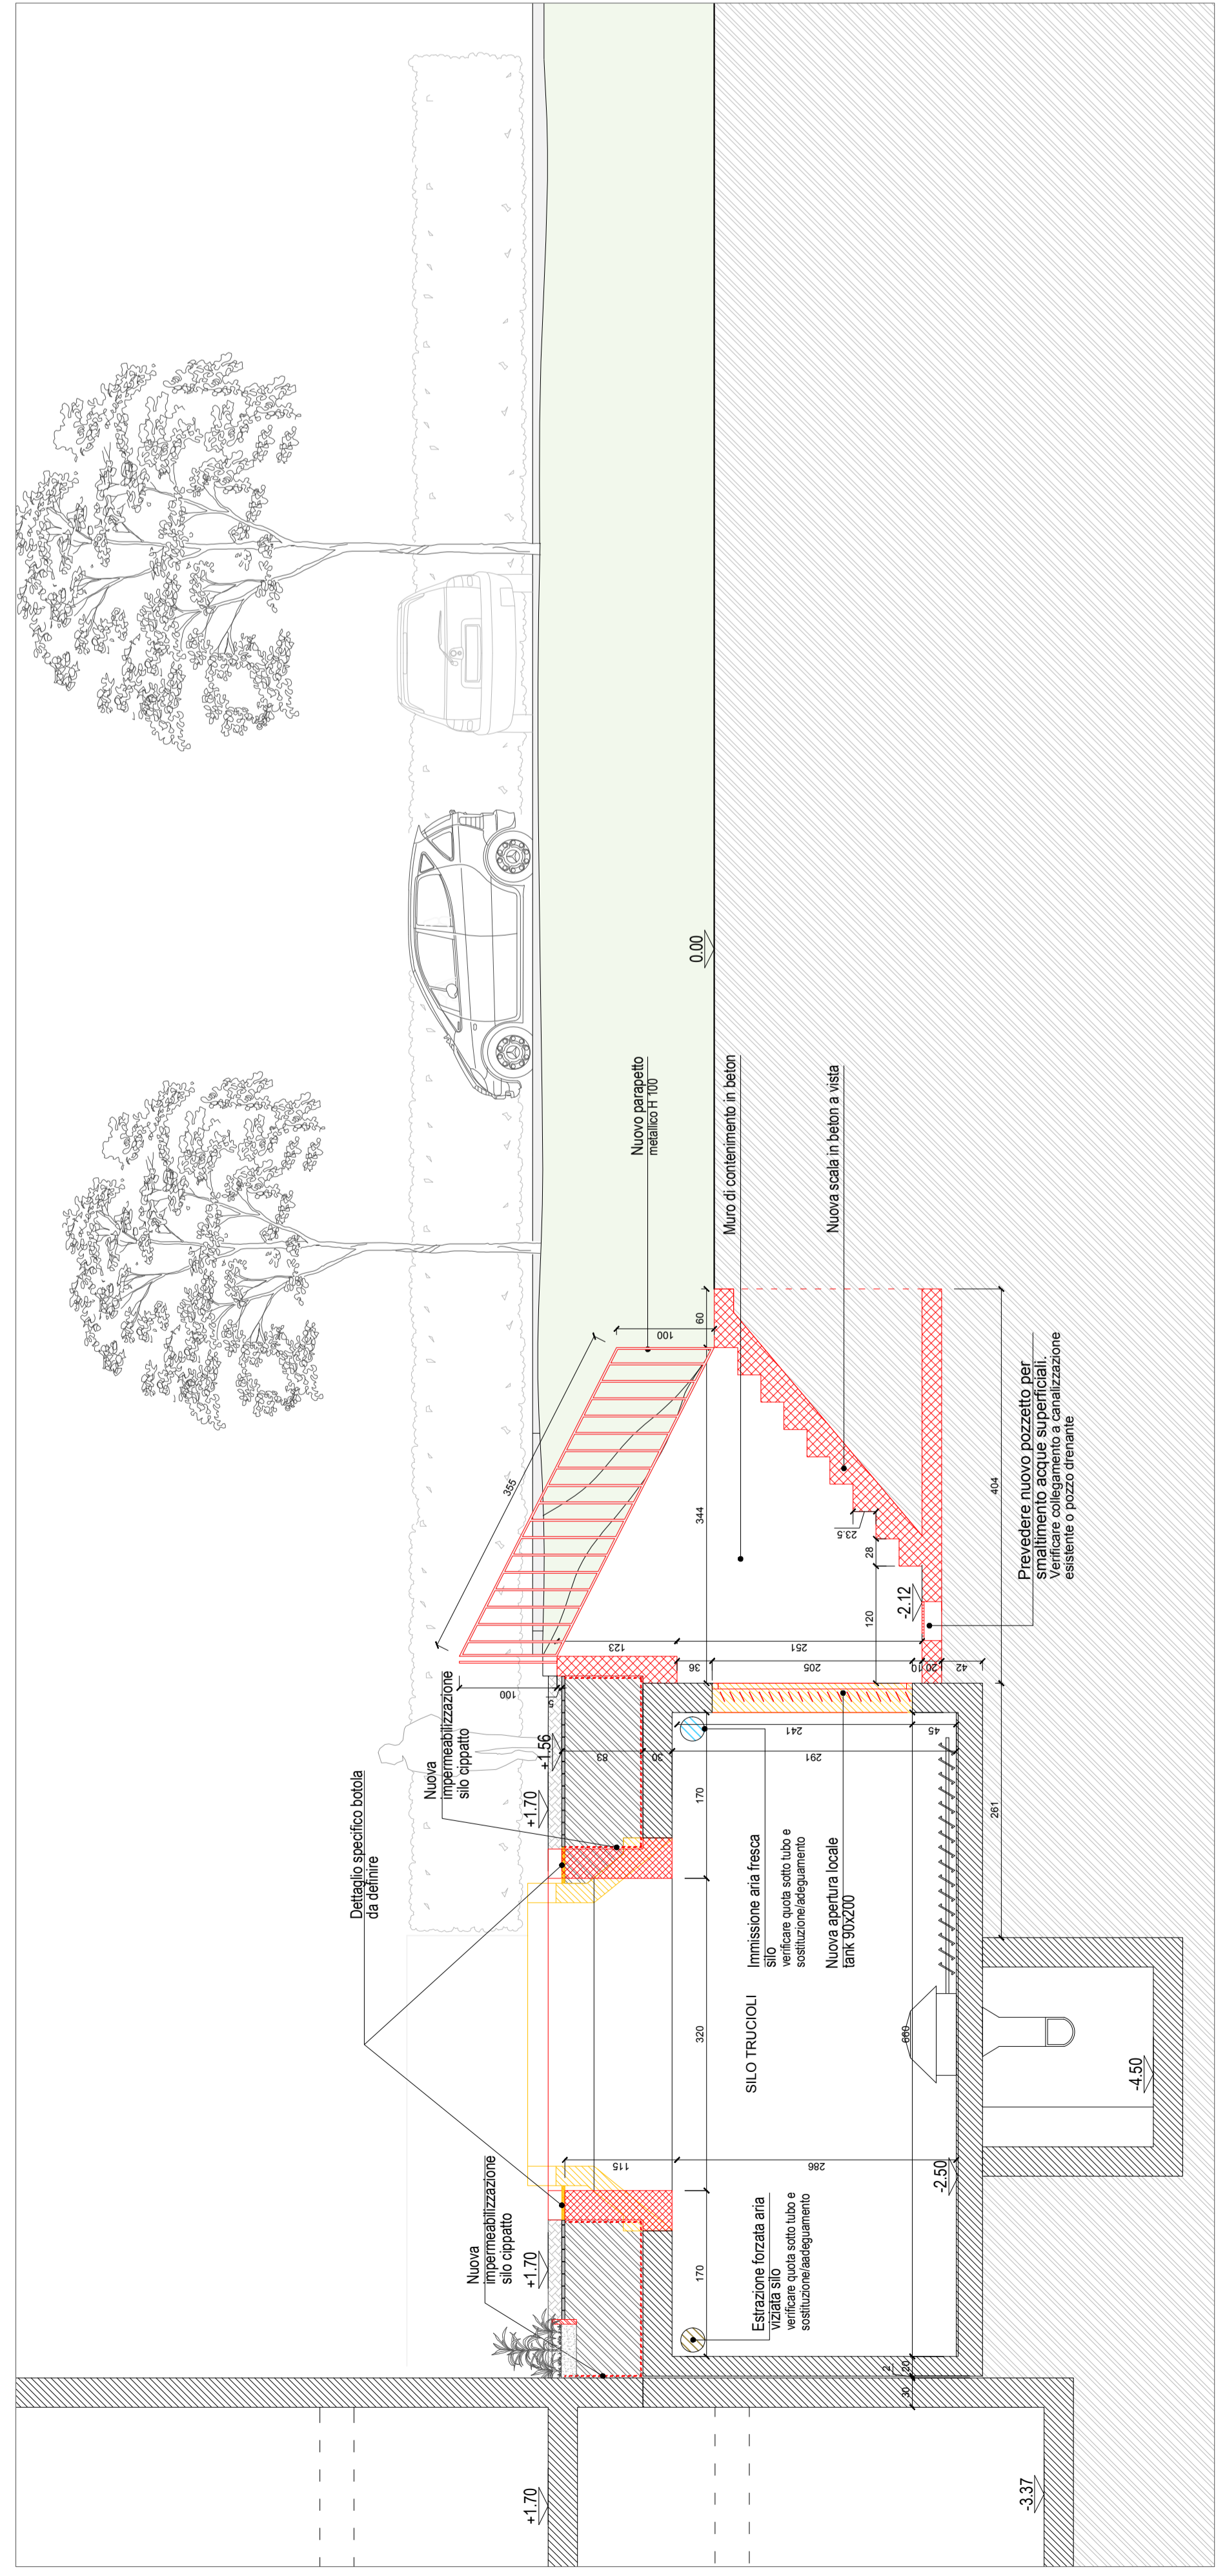 Dettaglio specifico botola
da definire
Nuova
impermeabilizzazione
silo cippatto
Nuova
impermeabilizzazione
silo cippatto
+1.70
+1.70
+1.70
+1.56
100
5
355
Nuovo parapetto
metallico H 100
100
60
0.00
115
83
30
123
36
170
320
170
344
SILO TRUCIOLI
Estrazione forzata aria
viziata silo
verificare quota sotto tubo e
sostituzione/aadeguamento
Immissione aria fresca
silo
verificare quota sotto tubo e
sostituzione/adeguamento
Nuova apertura locale
tank 90x200
Muro di contenimento in beton
Nuova scala in beton a vista
286
241
291
205
251
23.5
28
120
-2.12
660
2
20
30
45
10
20
42
-2.50
261
404
Prevedere nuovo pozzetto per
smaltimento acque superficiali.
Verificare collegamento a canalizzazione
esistente o pozzo drenante
-3.37
-4.50